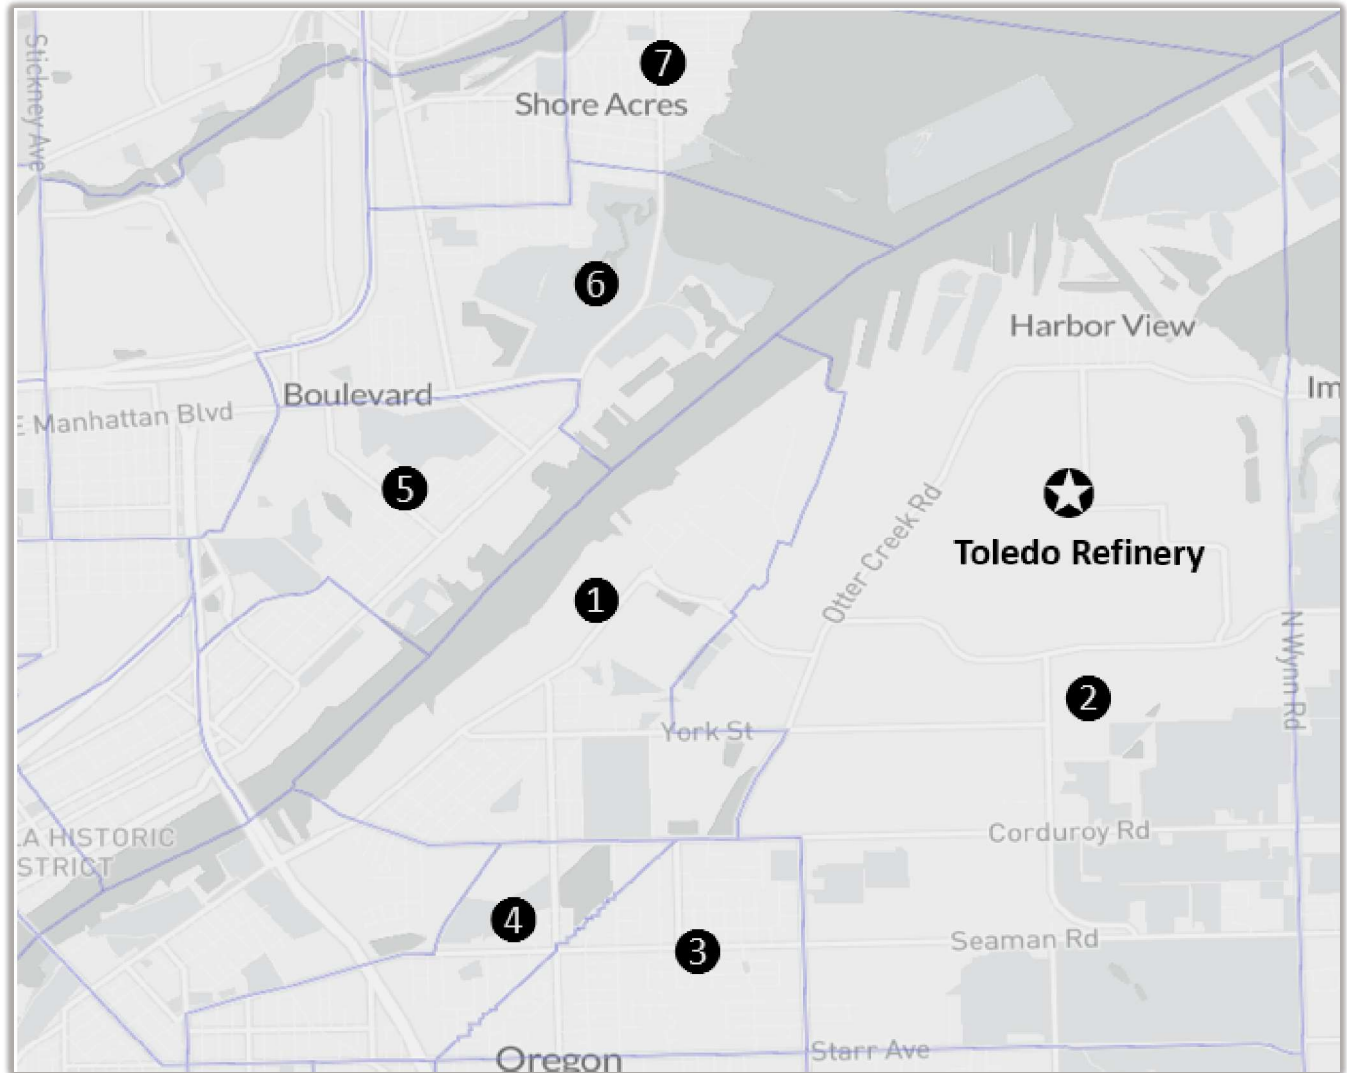 Stickney Ave
7
Shore Acres
6
Harbor View
Im
Boulevard
E Manhattan Blvd
5
Otter Creek Rd
Toledo Refinery
1
N Wynn Rd
2
York St
LA HISTORIC
STRICT
Corduroy Rd
4
3
Seaman Rd
Oregon
Starr Ave